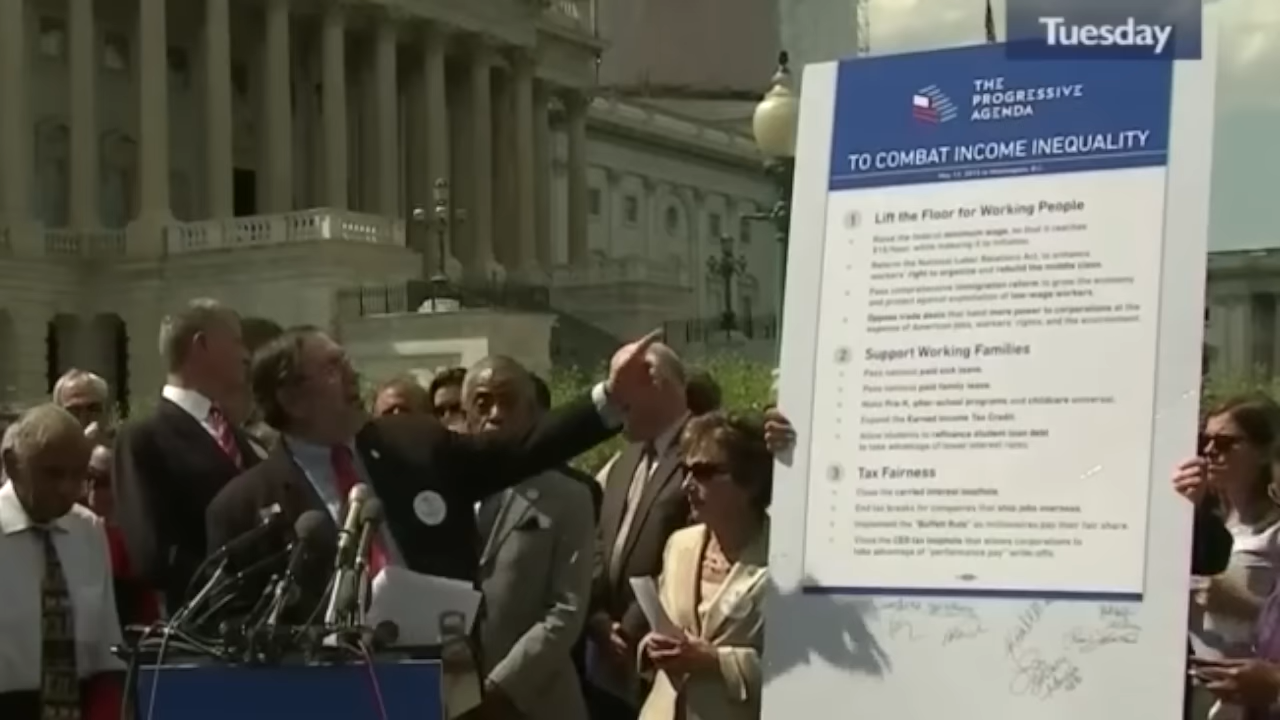 Tuesday
THE
PROGRESSIVE
AGENDA
TO COMBAT INCOME INEQUALITY
1 Lift the Floor for Working People
Raise the federal minimum wage, so that it reaches
$15/hour, while indexing it to inflation.
Reform the National Labor Relations Act, to enhance
workers' right to organize and rebuild the middle class.
Pass comprehensive immigration reform to grow the economy
and protect against exploitation of low-wage workers.
Oppose trade deals that hand more power to corporations at the
expense of American jobs, workers' rights, and the environment.
2 Support Working Families
Pass national paid sick leave.
Pass national paid family leave.
Make Pre-K, after-school programs and childcare universal.
Expand the Earned Income Tax Credit.
Allow students to refinance student loan debt
to take advantage of lower interest rates.
3 Tax Fairness
Close the carried interest loophole.
End tax breaks for companies that ship jobs overseas.
Implement the "Buffett Rule" so millionaires pay their fair share.
Close the CEO tax loophole that allows corporations to
take advantage of "performance pay" write-offs.